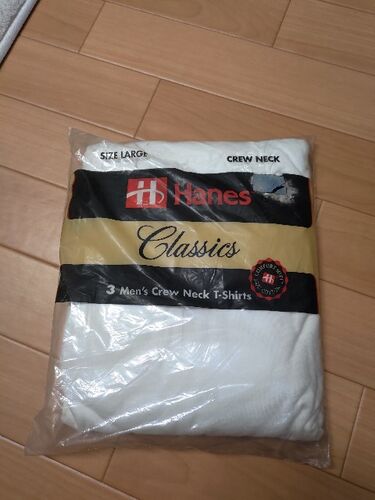 SIZE LARGE CREW NECK
H Hanes
Classics
3 Men's Crew Neck T-Shirts